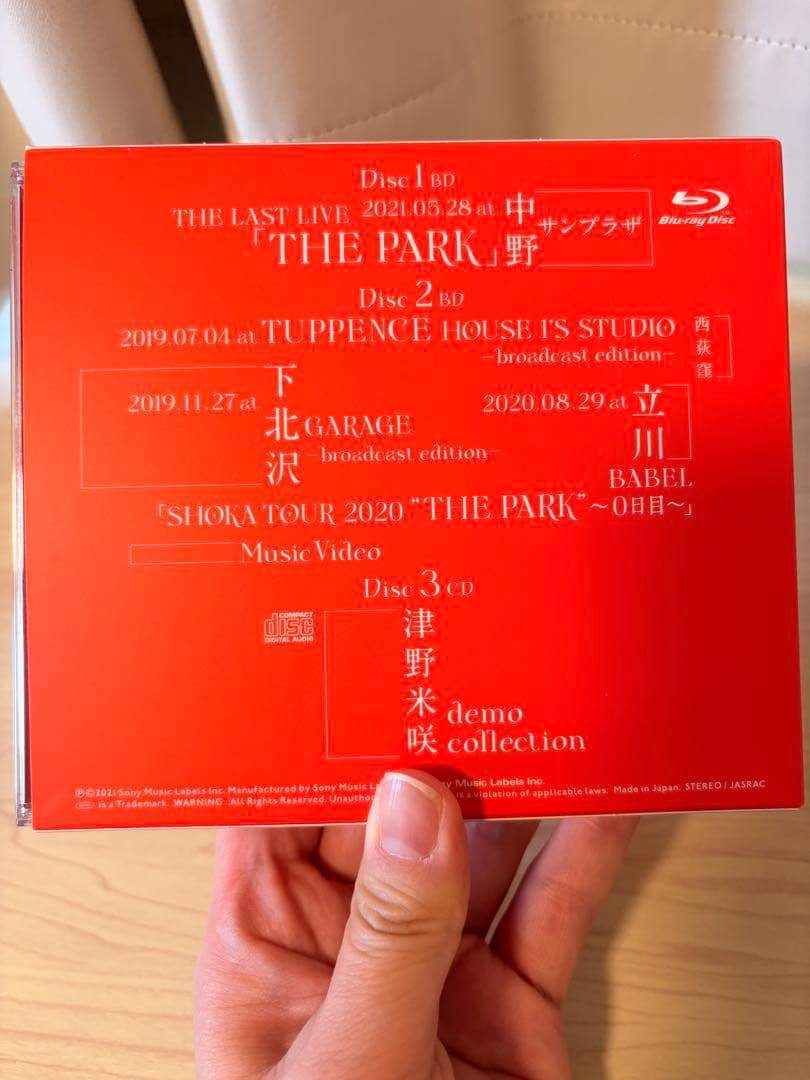 Disc 1 BD
THE LAST LIVE 2021.05.28 at 中野サンプラザ
「THE PARK」
Blu-ray Disc™
Disc 2 BD
2019.07.04 at TUPPENCE HOUSE I'S STUDIO 西荻窪
–broadcast edition–
2019.11.27 at 下北沢 GARAGE
–broadcast edition–
2020.08.29 at 立川 BABEL
「SHOKA TOUR 2020 "THE PARK" ～0日目～」
Music Video
Disc 3 CD
COMPACT disc DIGITAL AUDIO
津野米咲 demo collection
℗©2021 Sony Music Labels Inc. Manufactured by Sony Music Music Labels Inc.
is a Trademark. WARNING: All Rights Reserved. is a violation of applicable laws. Made in Japan. STEREO / JASRAC